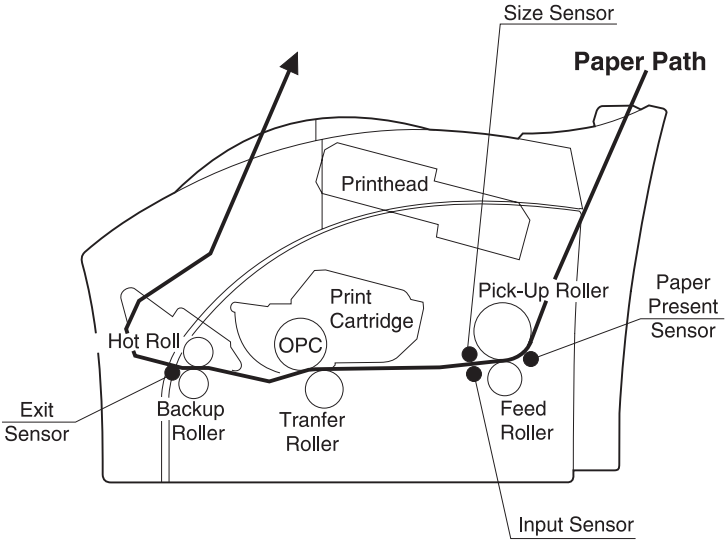 Size Sensor
Paper Path
Printhead
Pick-Up Roller
Paper
Present
Sensor
Print
Cartridge
Hot Roll
OPC
Exit
Sensor
Backup
Roller
Tranfer
Roller
Feed
Roller
Input Sensor